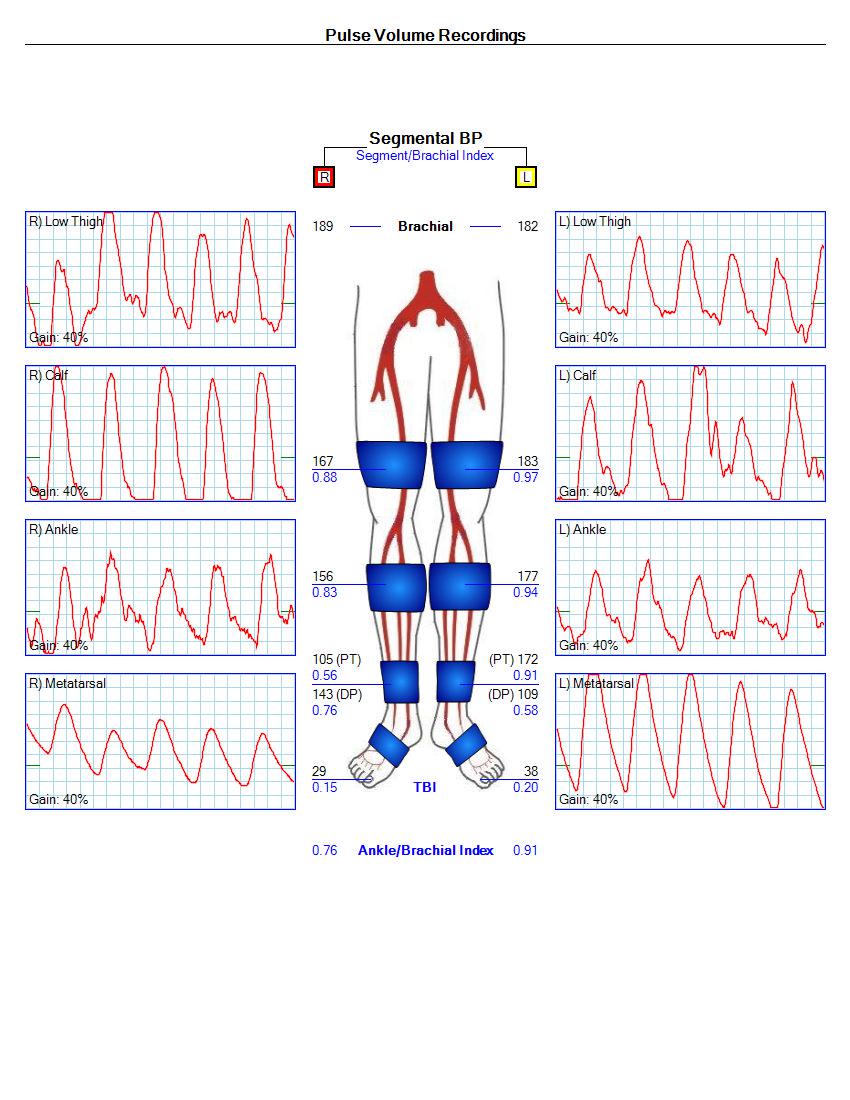 Pulse Volume Recordings
Segmental BP
Segment/Brachial Index
R
L
R) Low Thigh
Gain: 40%
189 Brachial 182
L) Low Thigh
Gain: 40%
R) Calf
Gain: 40%
167
0.88
183
0.97
L) Calf
Gain: 40%
R) Ankle
Gain: 40%
156
0.83
177
0.94
L) Ankle
Gain: 40%
R) Metatarsal
Gain: 40%
105 (PT)
0.56
143 (DP)
0.76
(PT) 172
0.91
(DP) 109
0.58
L) Metatarsal
Gain: 40%
29
0.15
TBI
38
0.20
0.76 Ankle/Brachial Index 0.91